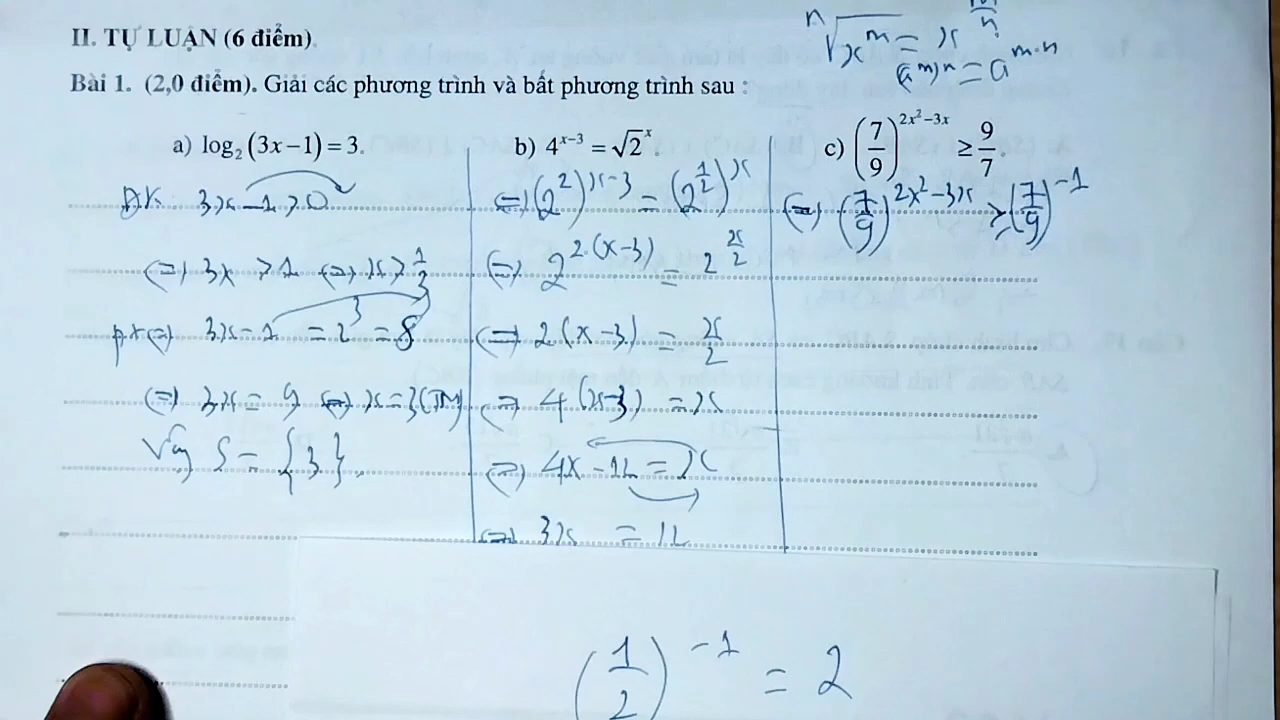 II. TỰ LUẬN (6 điểm).
ⁿ√(x^m) = x^(m/n)
(a^m)^n = a^(m·n)
Bài 1. (2,0 điểm). Giải các phương trình và bất phương trình sau :
a) log₂(3x−1) = 3.
ĐK 3x − 1 > 0
(=) 3x > 1 (=) x > 1/3
pt (=) 3x − 1 = 2³ = 8
(=) 3x = 9 (=) x = 3 (TM)
Vậy S = {3}.
b) 4^(x−3) = √2^x.
(=) (2²)^(x−3) = (2^(1/2))^x
(=) 2^(2.(x−3)) = 2^(x/2)
(=) 2(x−3) = x/2
(=) 4(x−3) = x
(=) 4x − 12 = x
(=) 3x = 12
c) (7/9)^(2x²−3x) ≥ 9/7.
(=) (7/9)^(2x²−3x) ≥ (7/9)^(−1)
(1/2)^(−1) = 2